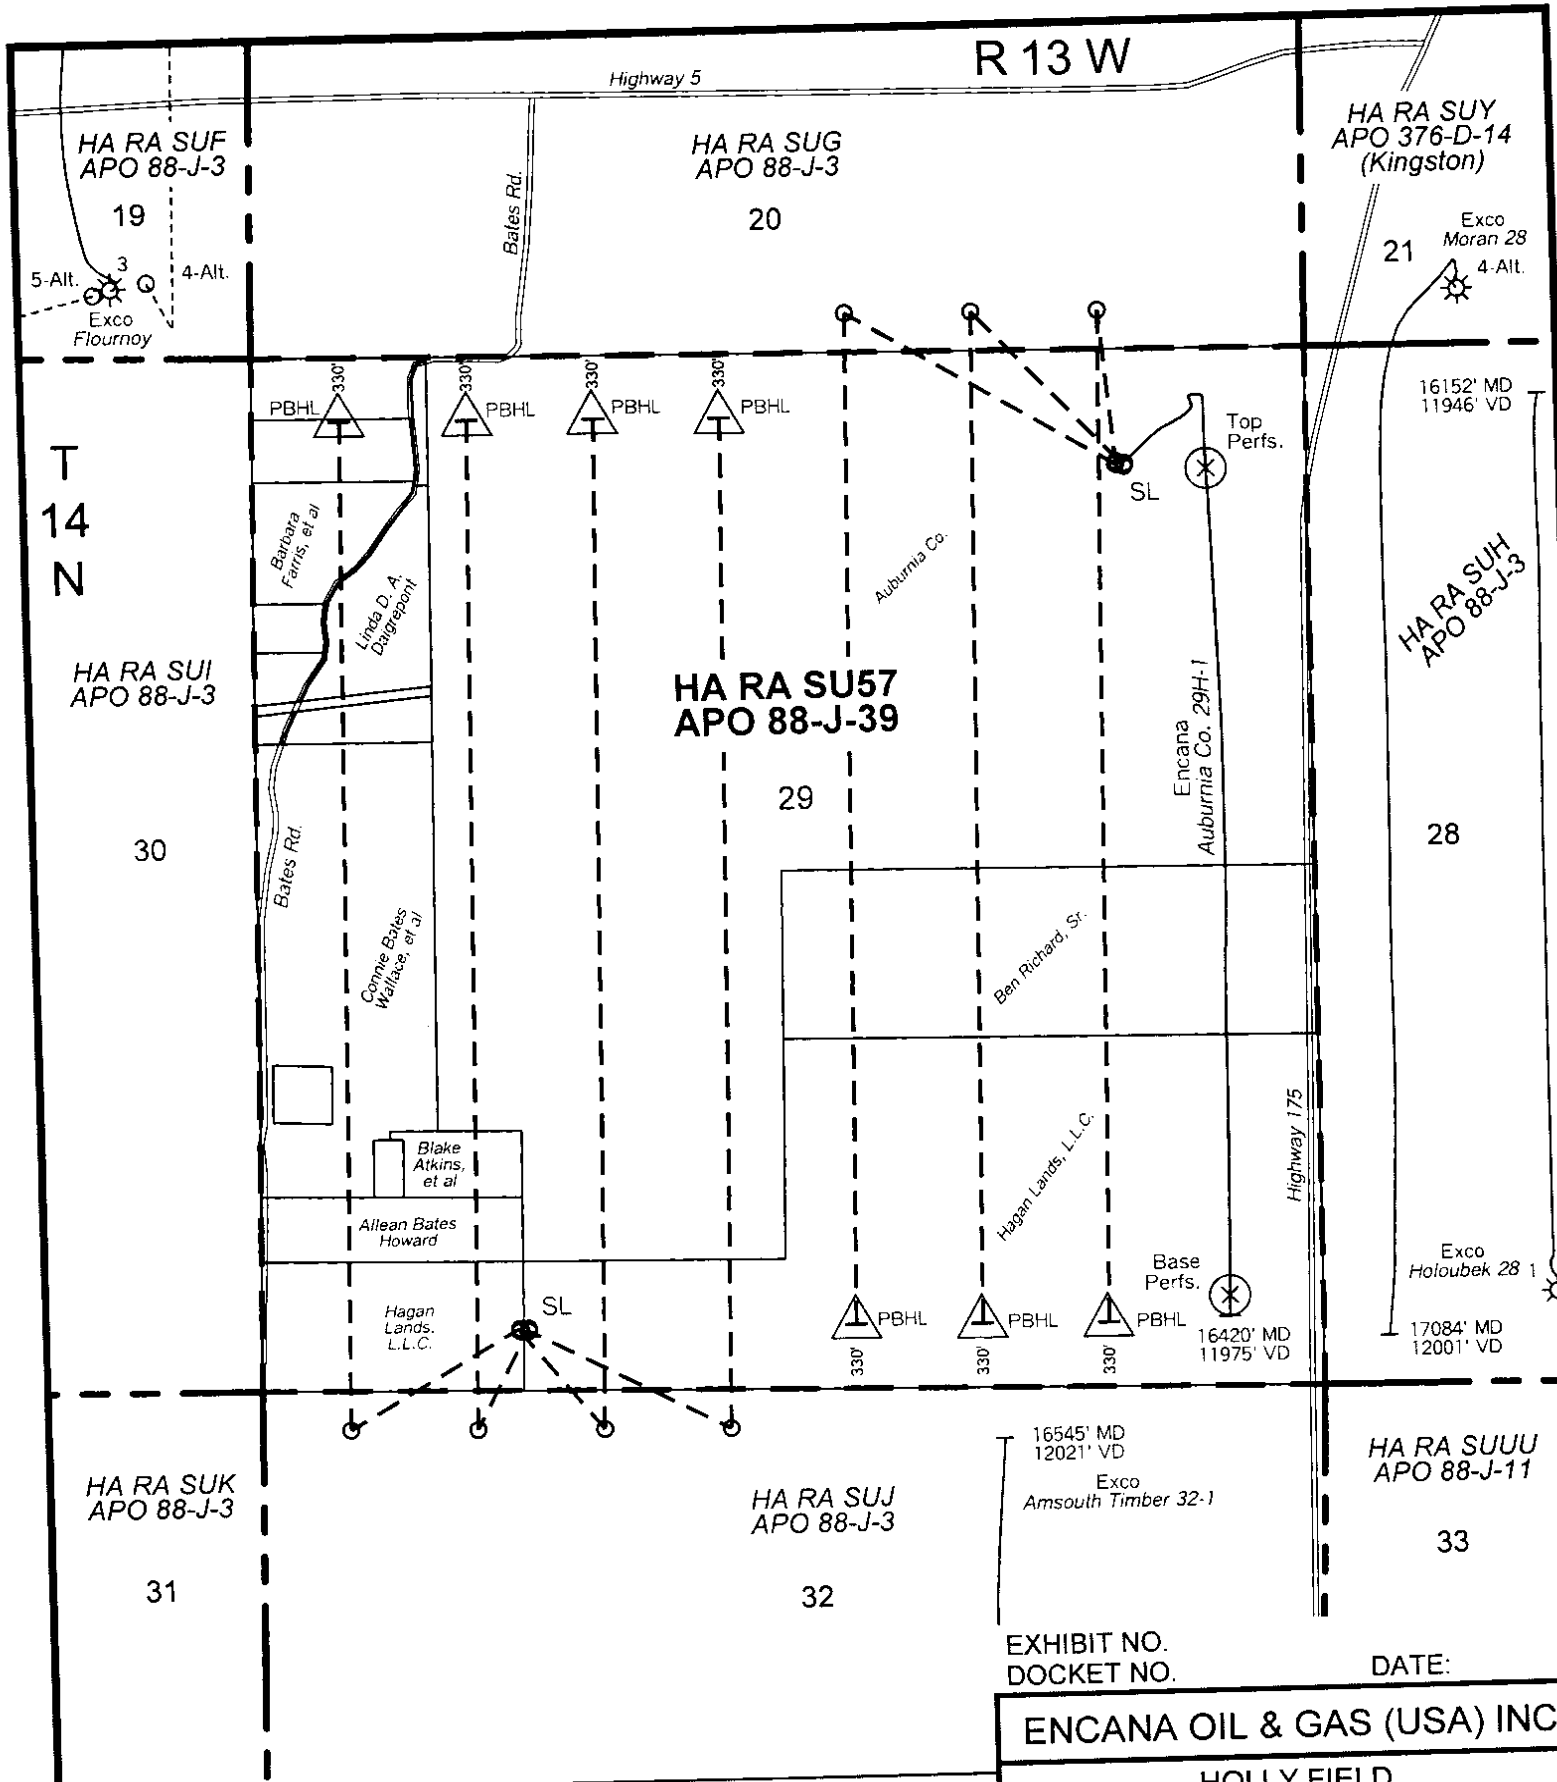 R 13 W
Highway 5
HA RA SUF
APO 88-J-3
19
HA RA SUG
APO 88-J-3
20
Bates Rd.
HA RA SUY
APO 376-D-14
(Kingston)
21
Exco
Moran 28
4-Alt.
5-Alt.
3
4-Alt.
Exco
Flournoy
330'
330'
330'
330'
PBHL
PBHL
PBHL
PBHL
16152' MD
11946' VD
Top
Perfs.
SL
T
14
N
Barbara
Farris, et al
Linda D. A.
Daigrepont
Auburnia Co.
HA RA SUH
APO 88-J-3
HA RA SUI
APO 88-J-3
HA RA SU57
APO 88-J-39
Encana
Auburnia Co. 29H-1
29
30
28
Bates Rd.
Connie Bates
Wallace, et al
Ben Richard, Sr.
Hagan Lands, L.L.C.
Highway 175
Blake
Atkins,
et al
Allean Bates
Howard
Hagan
Lands.
L.L.C.
SL
Base
Perfs.
Exco
Holoubek 28 1
PBHL
PBHL
PBHL
16420' MD
11975' VD
17084' MD
12001' VD
330'
330'
330'
16545' MD
12021' VD
Exco
Amsouth Timber 32-1
HA RA SUK
APO 88-J-3
31
HA RA SUJ
APO 88-J-3
32
HA RA SUUU
APO 88-J-11
33
EXHIBIT NO.
DOCKET NO.
DATE:
ENCANA OIL & GAS (USA) INC
HOLLY FIELD